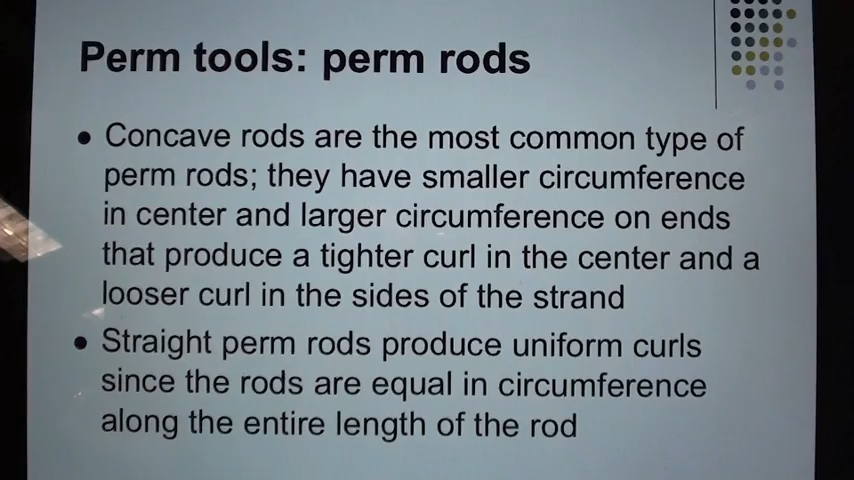 Perm tools: perm rods
● Concave rods are the most common type of
perm rods; they have smaller circumference
in center and larger circumference on ends
that produce a tighter curl in the center and a
looser curl in the sides of the strand
● Straight perm rods produce uniform curls
since the rods are equal in circumference
along the entire length of the rod